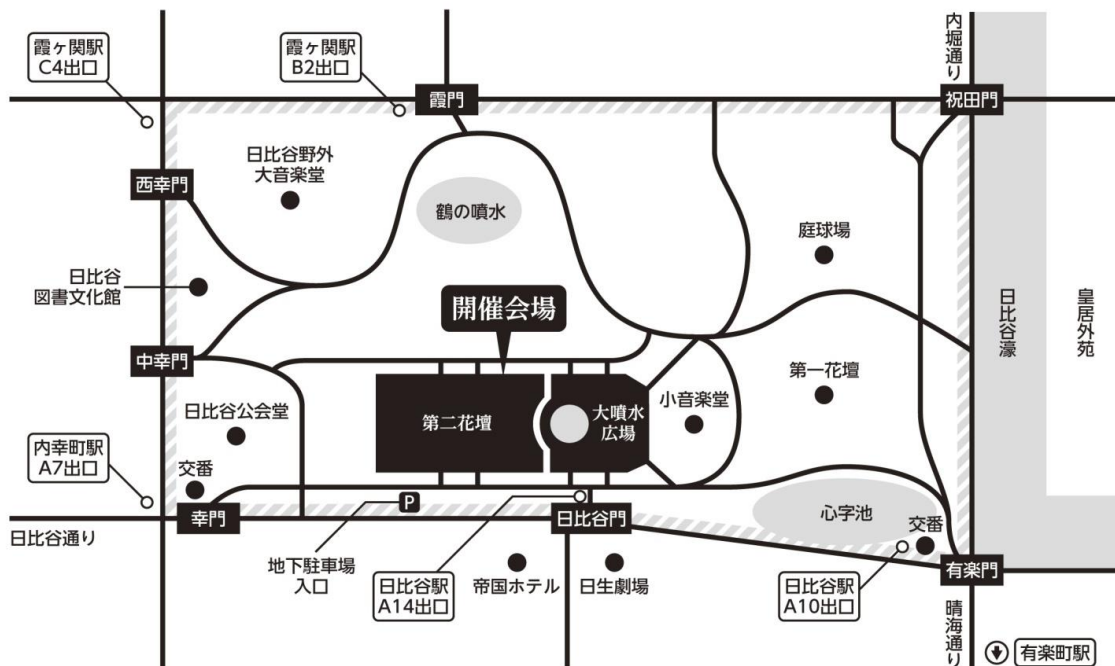 霞ヶ関駅
C4出口
霞ヶ関駅
B2出口
霞門
内堀通り
祝田門
日比谷野外
大音楽堂
西幸門
鶴の噴水
庭球場
日比谷
図書文化館
開催会場
日比谷濠
皇居外苑
中幸門
第一花壇
日比谷公会堂
第二花壇
大噴水
広場
小音楽堂
内幸町駅
A7出口
交番
幸門
P
日比谷門
心字池
交番
日比谷通り
地下駐車場
入口
日比谷駅
A14出口
帝国ホテル
日生劇場
日比谷駅
A10出口
有楽門
晴海通り
有楽町駅